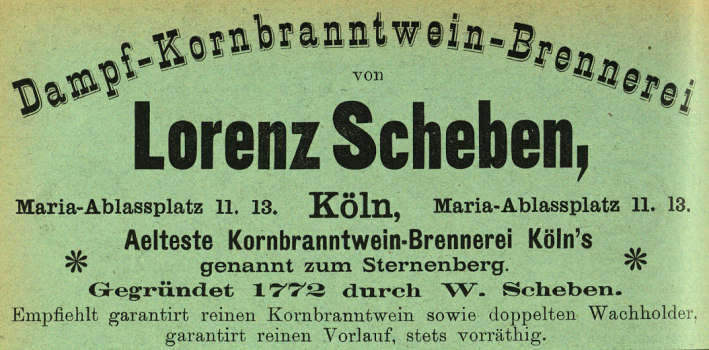 Dampf-Kornbranntwein-Brennerei
von
Lorenz Scheben,
Maria-Ablassplatz 11. 13. Köln, Maria-Ablassplatz 11. 13.
Aelteste Kornbranntwein-Brennerei Köln's
genannt zum Sternenberg.
Gegründet 1772 durch W. Scheben.
Empfiehlt garantirt reinen Kornbranntwein sowie doppelten Wachholder,
garantirt reinen Vorlauf, stets vorräthig.